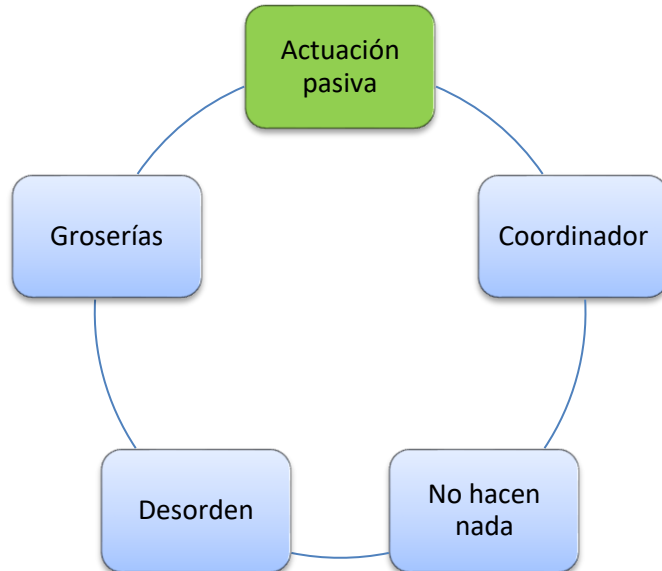 Actuación
pasiva
Groserías
Coordinador
Desorden
No hacen
nada